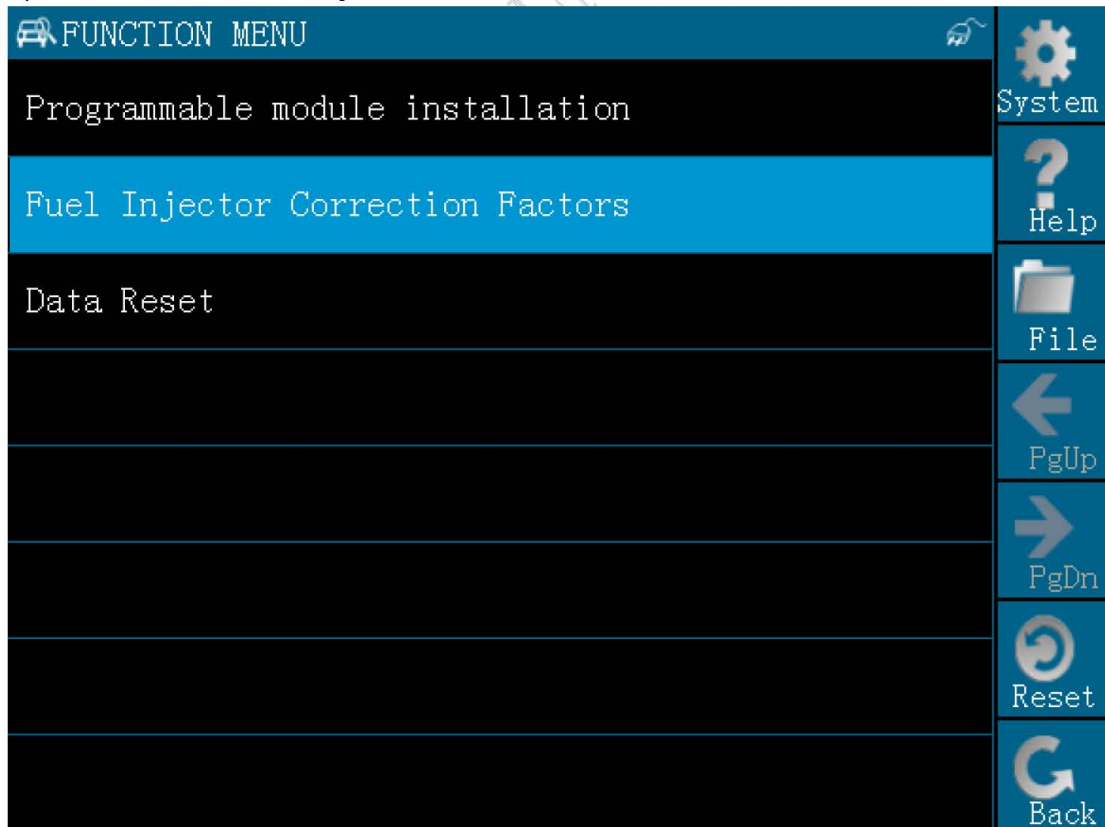 FUNCTION MENU
Programmable module installation
Fuel Injector Correction Factors
Data Reset
System
Help
File
PgUp
PgDn
Reset
Back